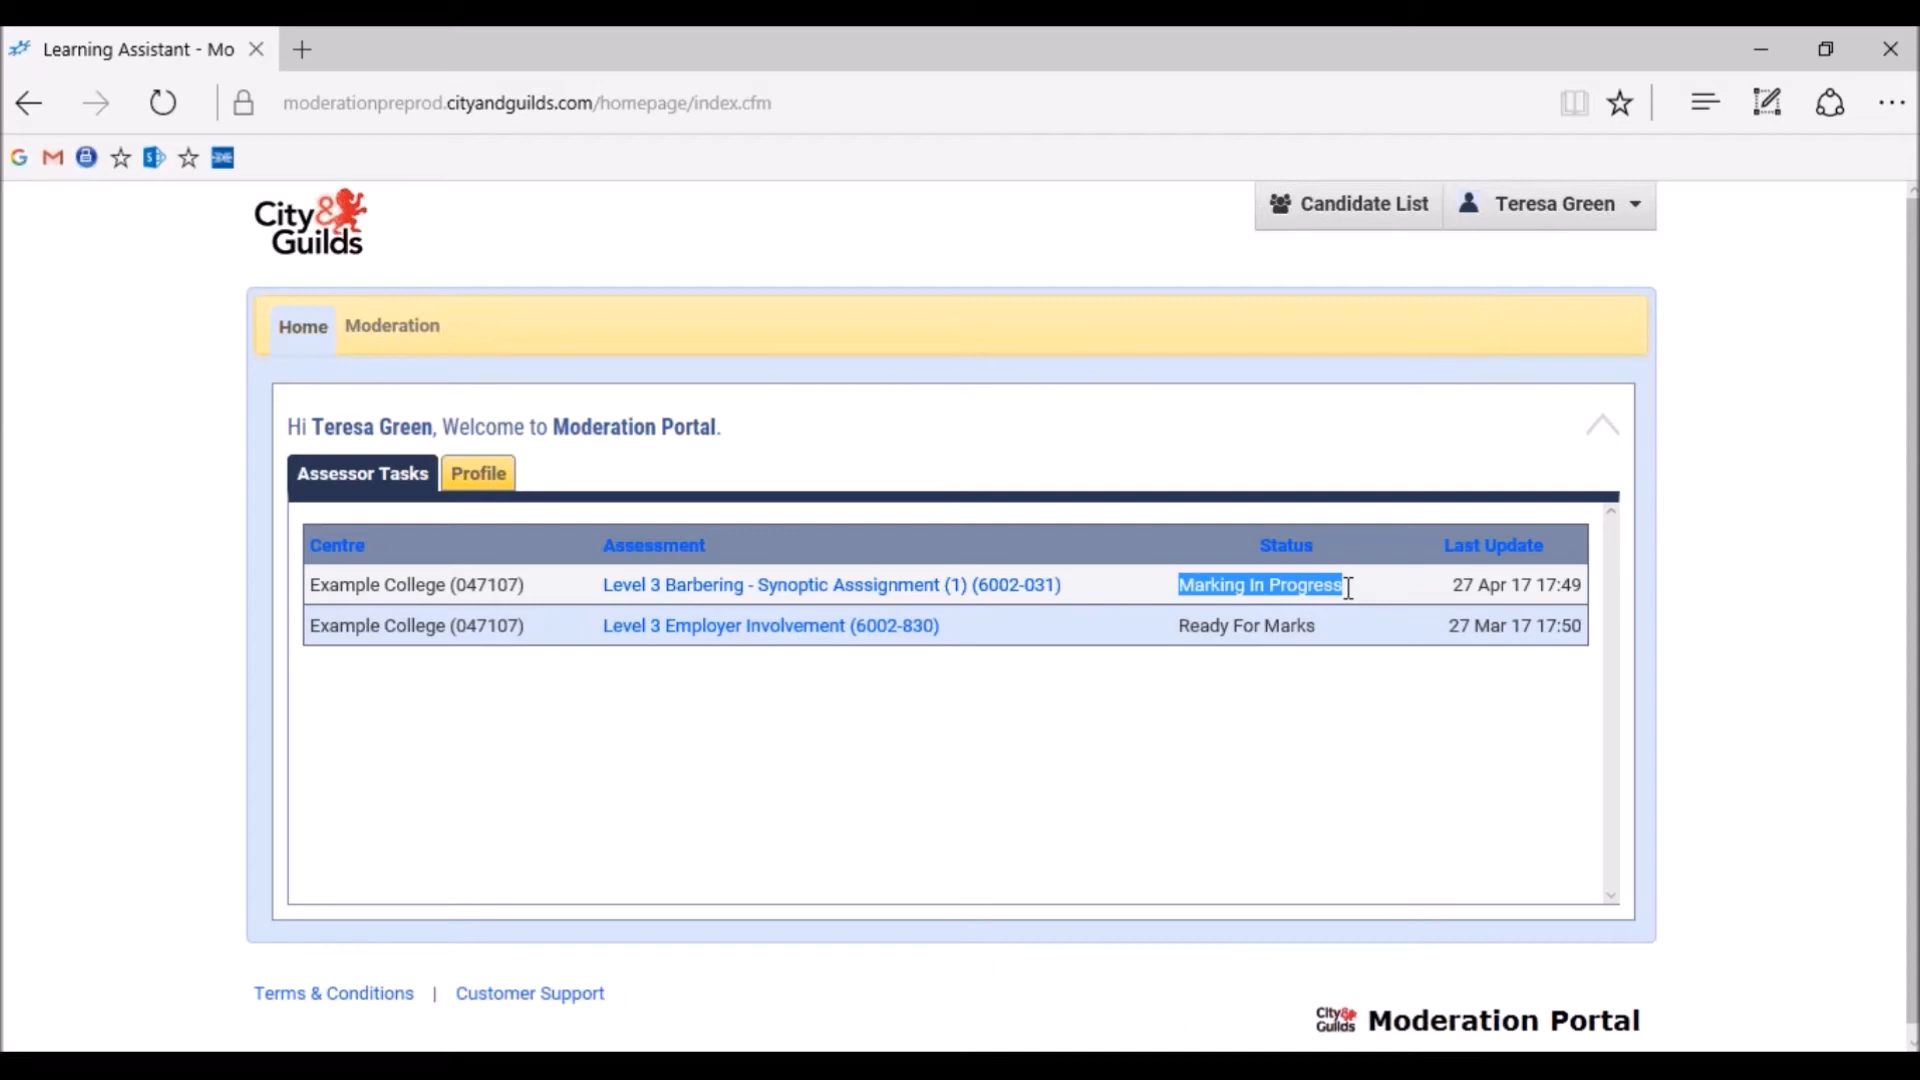 Learning Assistant - Mo
moderationpreprod.cityandguilds.com/homepage/index.cfm
City & Guilds
Candidate List
Teresa Green
Home
Moderation
Hi Teresa Green, Welcome to Moderation Portal.
Assessor Tasks
Profile
Centre Assessment Status Last Update
Example College (047107) Level 3 Barbering - Synoptic Asssignment (1) (6002-031) Marking In Progress 27 Apr 17 17:49
Example College (047107) Level 3 Employer Involvement (6002-830) Ready For Marks 27 Mar 17 17:50
Terms & Conditions | Customer Support
City & Guilds Moderation Portal